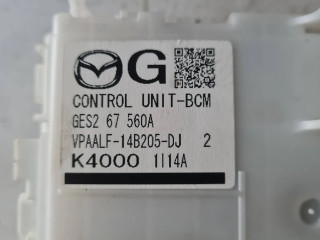 G
CONTROL UNIT-BCM
GES2 67 560A
VPAALF-14B205-DJ 2
K4000 1114A